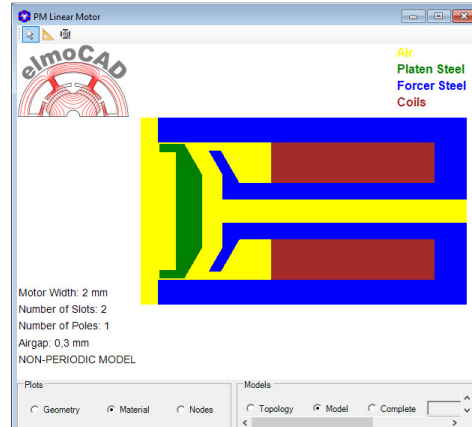 PM Linear Motor
elmoCAD
Air
Platen Steel
Forcer Steel
Coils
Motor Width: 2 mm
Number of Slots: 2
Number of Poles: 1
Airgap: 0,3 mm
NON-PERIODIC MODEL
Plots
Geometry Material Nodes
Models
Topology Model Complete